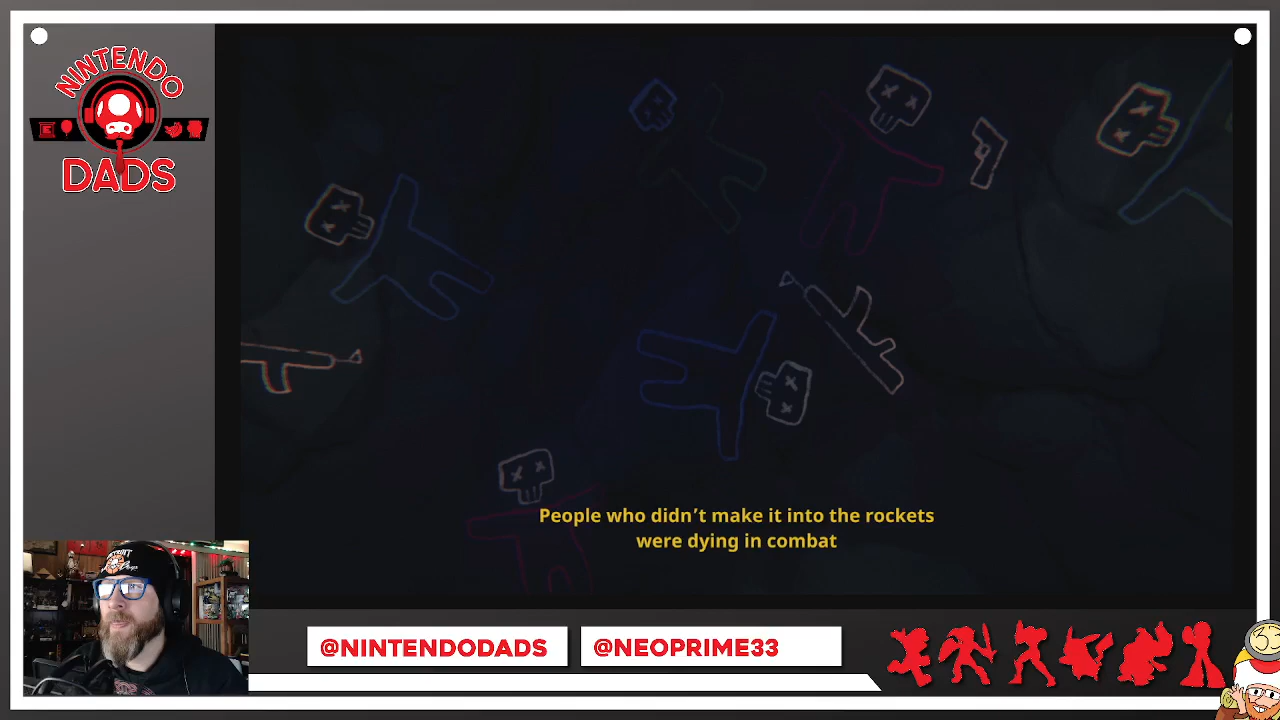 NINTENDO
E
DADS
People who didn't make it into the rockets
were dying in combat
@NINTENDODADS
@NEOPRIME33